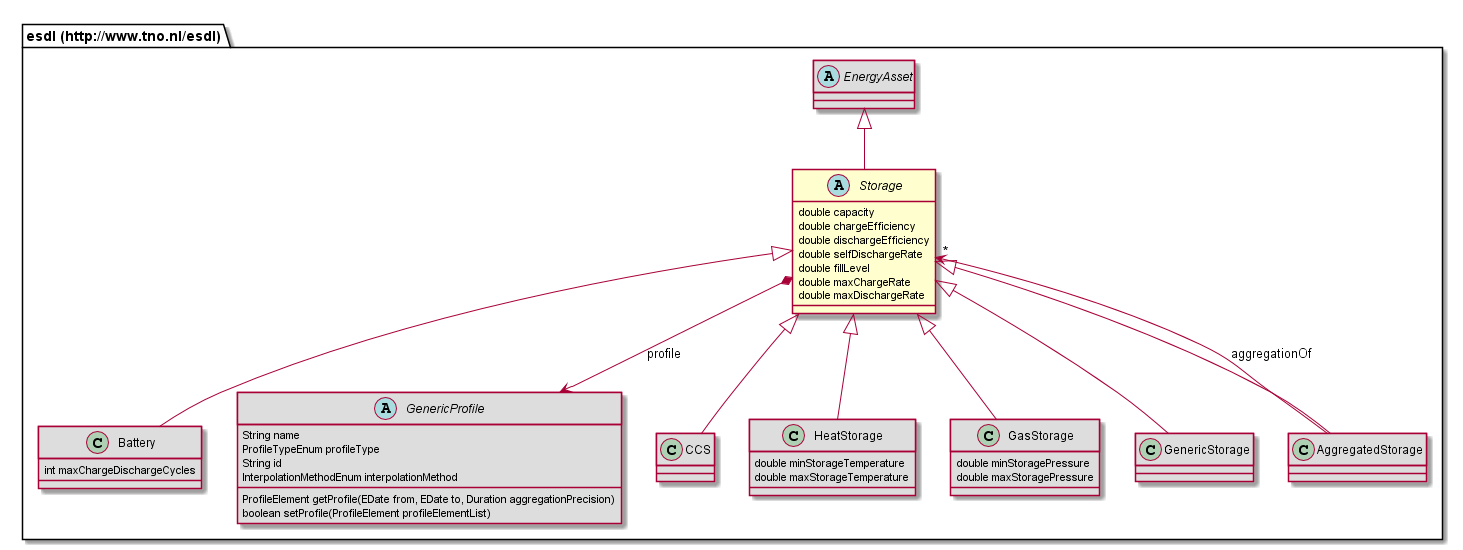 esdl (http://www.tno.nl/esdl)
A EnergyAsset
A Storage
double capacity
double chargeEfficiency
double dischargeEfficiency
double selfDischargeRate
double fillLevel
double maxChargeRate
double maxDischargeRate
*
profile
aggregationOf
C Battery
int maxChargeDischargeCycles
A GenericProfile
String name
ProfileTypeEnum profileType
String id
InterpolationMethodEnum interpolationMethod
ProfileElement getProfile(EDate from, EDate to, Duration aggregationPrecision)
boolean setProfile(ProfileElement profileElementList)
C CCS
C HeatStorage
double minStorageTemperature
double maxStorageTemperature
C GasStorage
double minStoragePressure
double maxStoragePressure
C GenericStorage
C AggregatedStorage